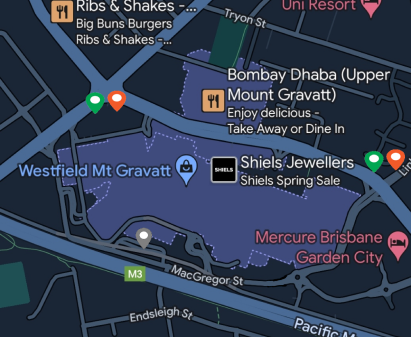 Ribs & Shakes -...
Big Buns Burgers
Ribs & Shakes -...
Tryon St
Uni Resort
Bombay Dhaba (Upper
Mount Gravatt)
Enjoy delicious -
Take Away or Dine In
Westfield Mt Gravatt
SHIELS
Shiels Jewellers
Shiels Spring Sale
Lin
Mercure Brisbane
Garden City
M3
MacGregor St
Endsleigh St
Pacific M